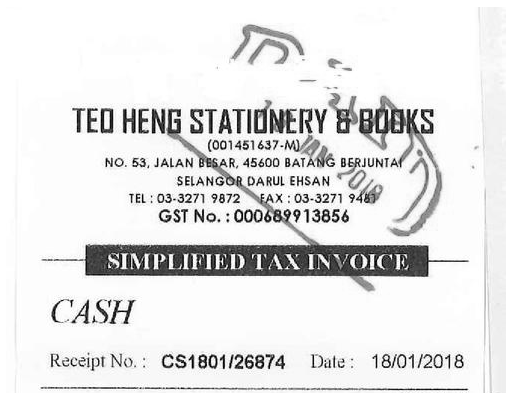 TEO HENG STATIONERY & BOOKS
(001451637-M)
NO. 53, JALAN BESAR, 45600 BATANG BERJUNTAI
SELANGOR DARUL EHSAN
TEL : 03-3271 9872 FAX : 03-3271 9481
GST No. : 000689913856
SIMPLIFIED TAX INVOICE
CASH
Receipt No. : CS1801/26874 Date : 18/01/2018
JAN 2018